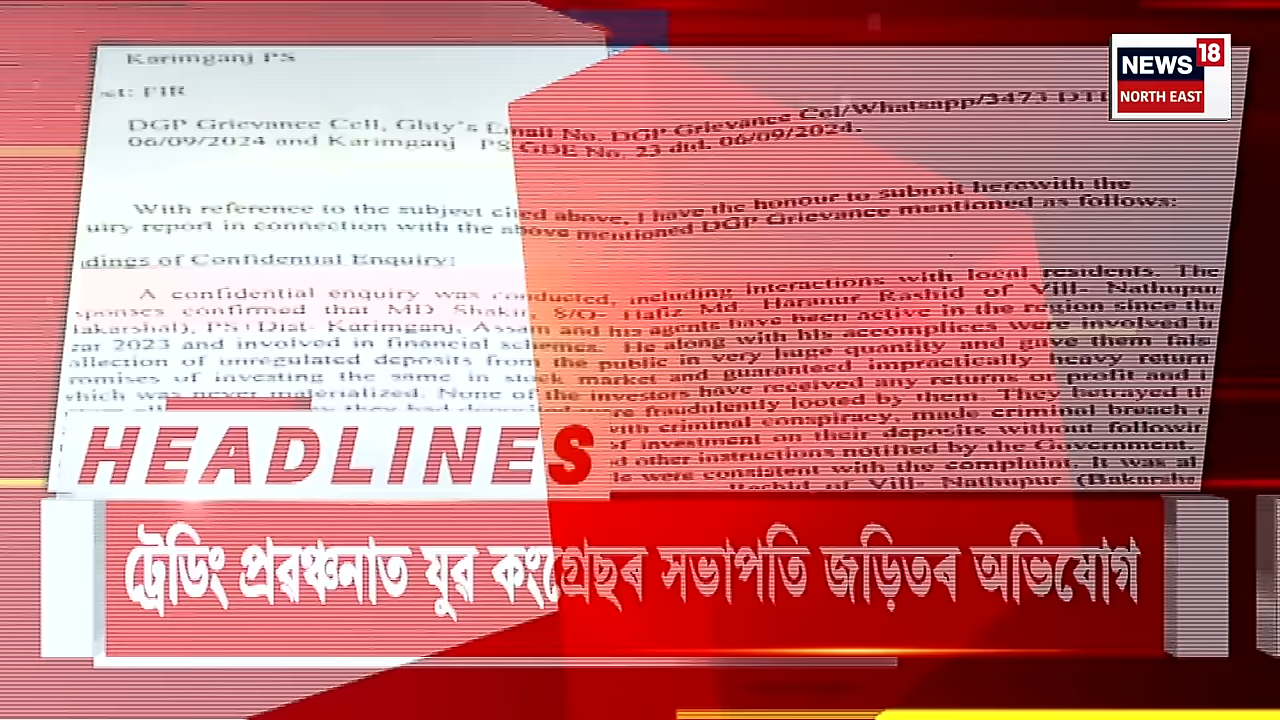 Karimganj PS
NEWS 18
NORTH EAST
ct: FIR
DGP Grievance Cell, Ghty's Email No. DGP Grievance Cel/Whatsapp/3473 DTD
06/09/2024 and Karimganj PS GDE No. 23 dtd. 06/09/2024.
With reference to the subject cited above, I have the honour to submit herewith the
uiry report in connection with the above mentioned DGP Grievance mentioned as follows:
dings of Confidential Enquiry:
A confidential enquiry was conducted, including interactions with local residents. The
sponses confirmed that MD Shakir, S/O- Hafiz Md. Harunur Rashid of Vill- Nathupur
Bakarshal), PS+Dist- Karimganj, Assam and his agents have been active in the region since the
ear 2023 and involved in financial schemes. He along with his accomplices were involved in
ollection of unregulated deposits from the public in very huge quantity and gave them fals
romises of investing the same in stock market and guaranteed impractically heavy return
which was never materialized. None of the investors have received any returns or profit and
they had fraudulently looted by them. They betrayed th
with criminal conspiracy, made criminal breach
of investment on their deposits without followin
other instructions notified by the Government.
were consistent with the complaint. It was al
Rashid of Vill- Nathupur (Bakarsha
HEADLINES
ট্ৰেডিং প্ৰৱঞ্চনাত যুৱ কংগ্ৰেছৰ সভাপতি জড়িতৰ অভিযোগ